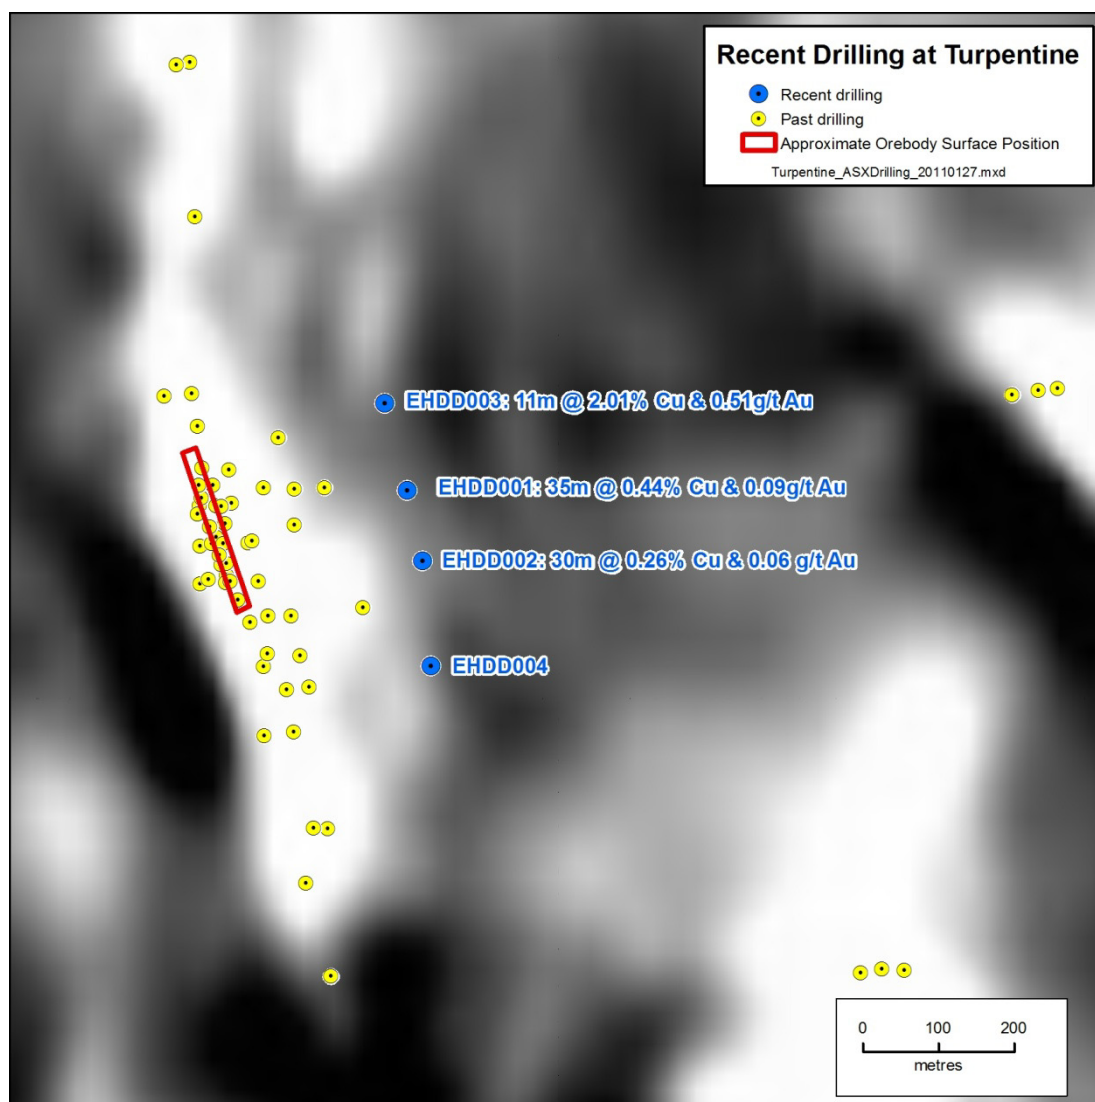 Recent Drilling at Turpentine
Recent drilling
Past drilling
Approximate Orebody Surface Position
Turpentine_ASXDrilling_20110127.mxd
EHDD003: 11m @ 2.01% Cu & 0.51g/t Au
EHDD001: 35m @ 0.44% Cu & 0.09g/t Au
EHDD002: 30m @ 0.26% Cu & 0.06 g/t Au
EHDD004
0 100 200
metres